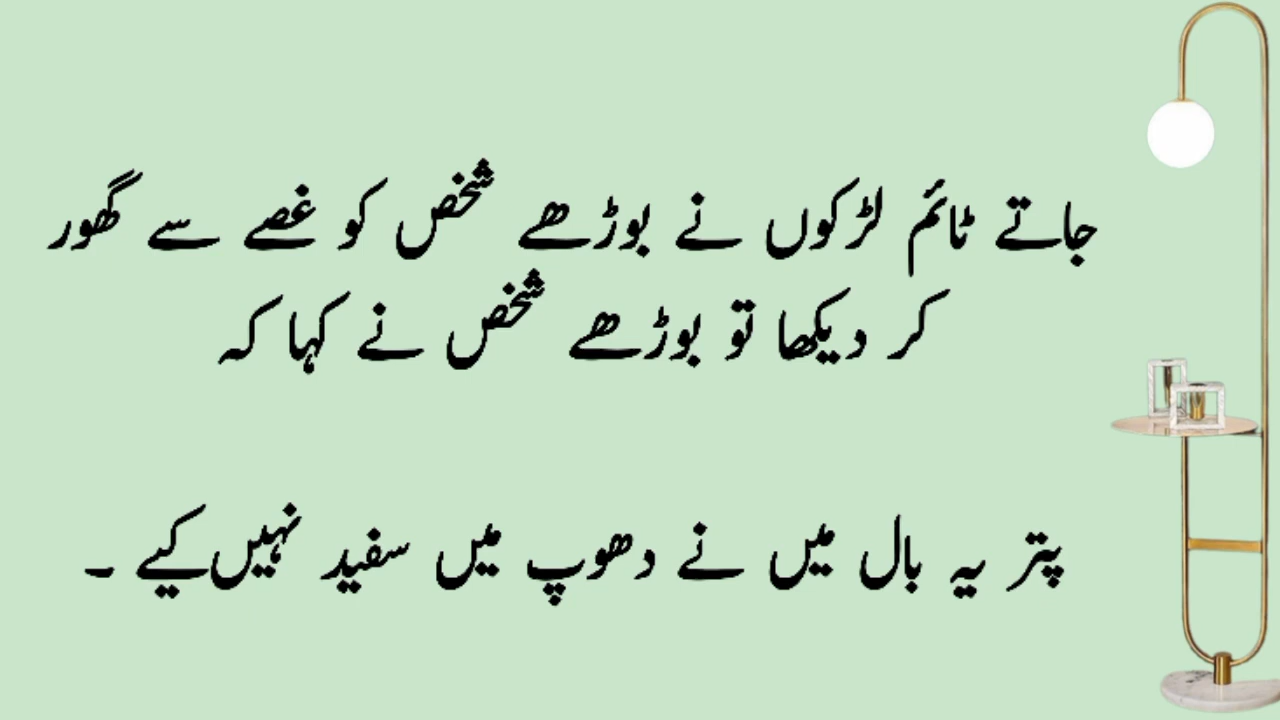 جاتے ٹائم لڑکوں نے بوڑھے شخص کو غصے سے گھور
کر دیکھا تو بوڑھے شخص نے کہا کہ
پتر یہ بال میں نے دھوپ میں سفید نہیں کیے ۔